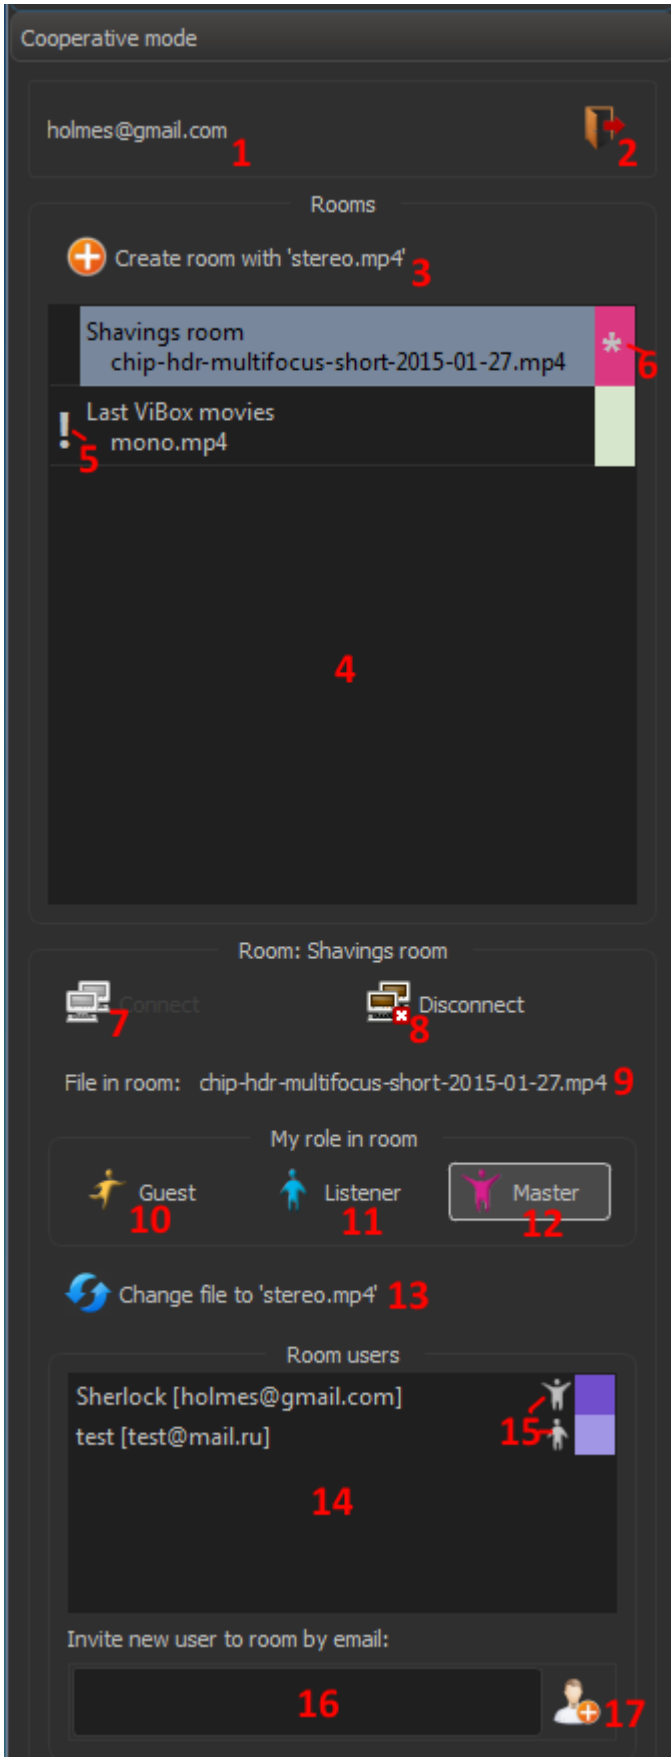 Cooperative mode
holmes@gmail.com 1
2
Rooms
Create room with 'stereo.mp4' 3
Shavings room
chip-hdr-multifocus-short-2015-01-27.mp4
* 6
Last ViBox movies
! 5 mono.mp4
4
Room: Shavings room
Connect 7
Disconnect 8
File in room: chip-hdr-multifocus-short-2015-01-27.mp4 9
My role in room
Guest Listener Master
10 11 12
Change file to 'stereo.mp4' 13
Room users
Sherlock [holmes@gmail.com]
test [test@mail.ru] 15
14
Invite new user to room by email:
16 17